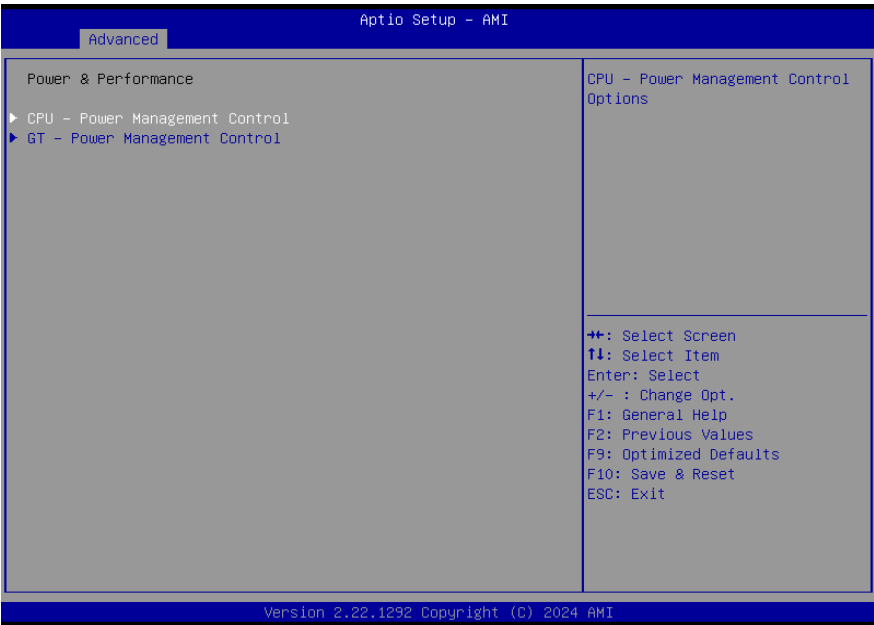 Aptio Setup – AMI
Advanced
Power & Performance
CPU – Power Management Control
GT – Power Management Control
CPU – Power Management Control
Options
→←: Select Screen
↑↓: Select Item
Enter: Select
+/– : Change Opt.
F1: General Help
F2: Previous Values
F9: Optimized Defaults
F10: Save & Reset
ESC: Exit
Version 2.22.1292 Copyright (C) 2024 AMI